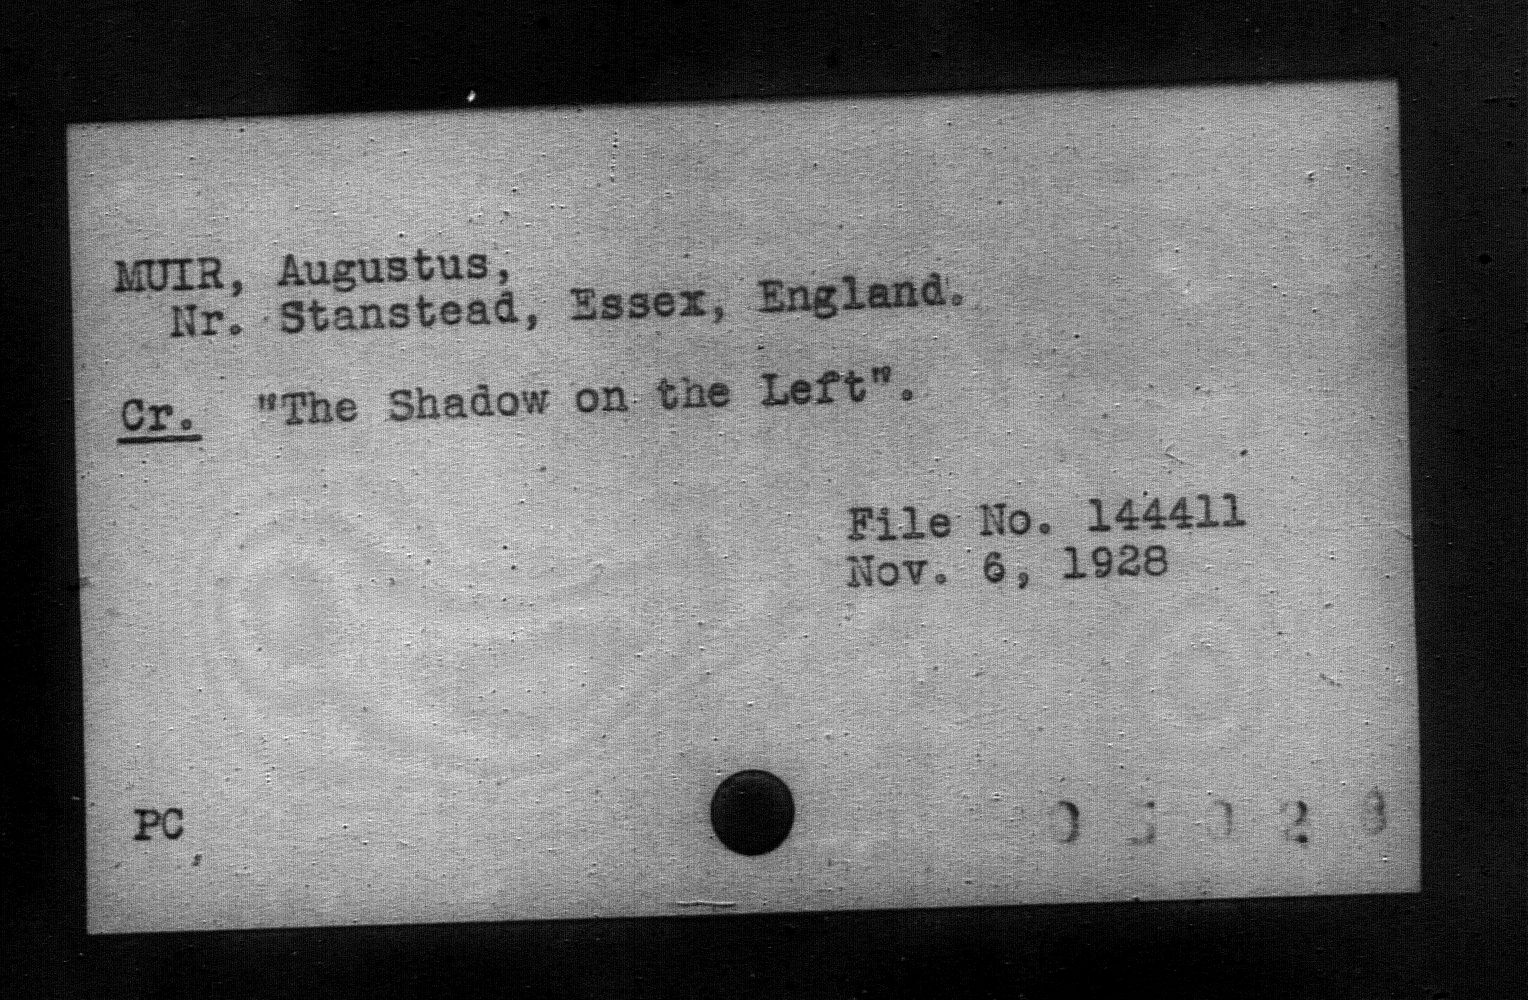 MUIR, Augustus,
Nr. Stanstead, Essex, England.
Cr. "The Shadow on the Left".
File No. 144411
Nov. 6, 1928
PC